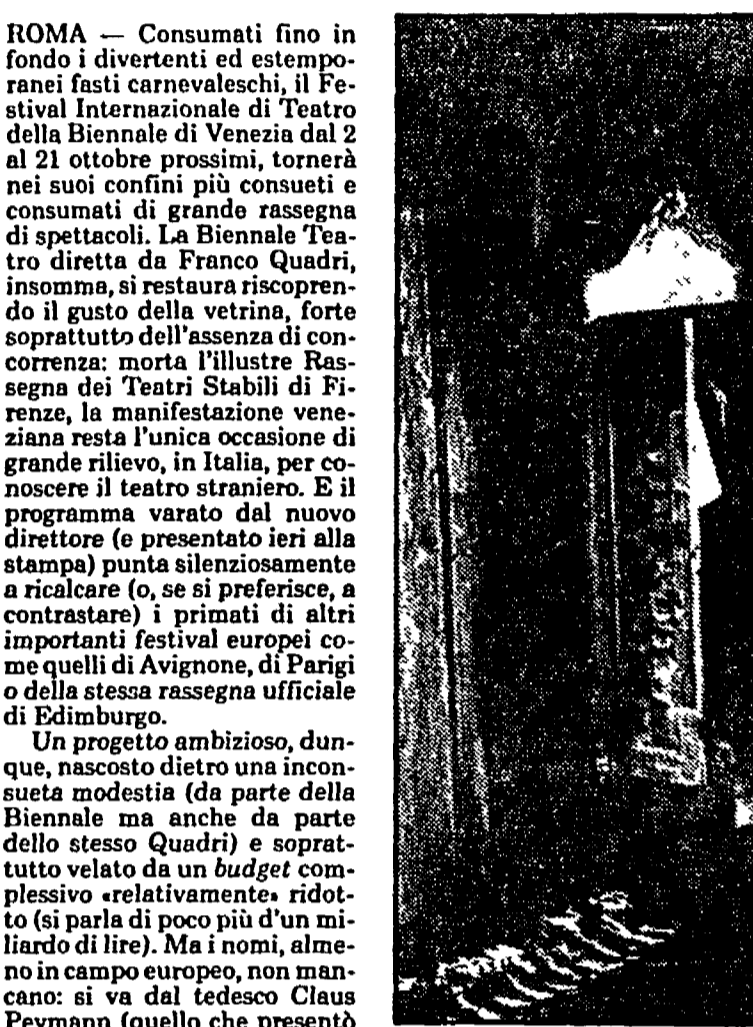 ROMA — Consumati fino in
fondo i divertenti ed estempo-
ranei fasti carnevaleschi, il Fe-
stival Internazionale di Teatro
della Biennale di Venezia dal 2
al 21 ottobre prossimi, tornerà
nei suoi confini più consueti e
consumati di grande rassegna
di spettacoli. La Biennale Tea-
tro diretta da Franco Quadri,
insomma, si restaura riscopren-
do il gusto della vetrina, forte
soprattutto dell'assenza di con-
correnza: morta l'illustre Ras-
segna dei Teatri Stabili di Fi-
renze, la manifestazione vene-
ziana resta l'unica occasione di
grande rilievo, in Italia, per co-
noscere il teatro straniero. E il
programma varato dal nuovo
direttore (e presentato ieri alla
stampa) punta silenziosamente
a ricalcare (o, se si preferisce, a
contrastare) i primati di altri
importanti festival europei co-
me quelli di Avignone, di Parigi
o della stessa rassegna ufficiale
di Edimburgo.
Un progetto ambizioso, dun-
que, nascosto dietro una incon-
sueta modestia (da parte della
Biennale ma anche da parte
dello stesso Quadri) e soprat-
tutto velato da un budget com-
plessivo «relativamente» ridot-
to (si parla di poco più d'un mi-
liardo di lire). Ma i nomi, alme-
no in campo europeo, non man-
cano: si va dal tedesco Claus
Peymann (quello che presentò